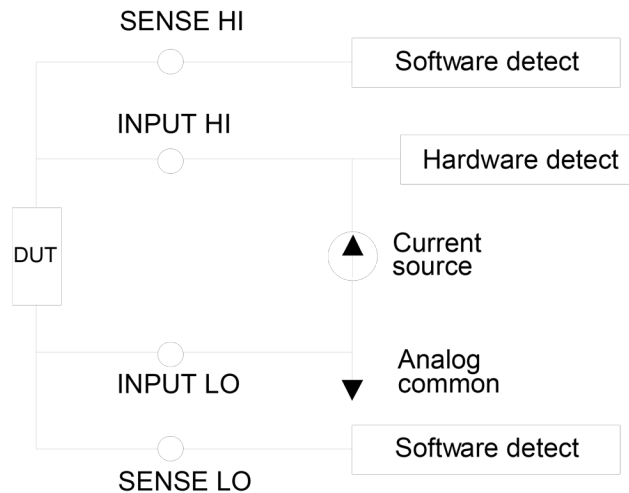 SENSE HI
Software detect
INPUT HI
Hardware detect
DUT
Current
source
Analog
common
INPUT LO
Software detect
SENSE LO